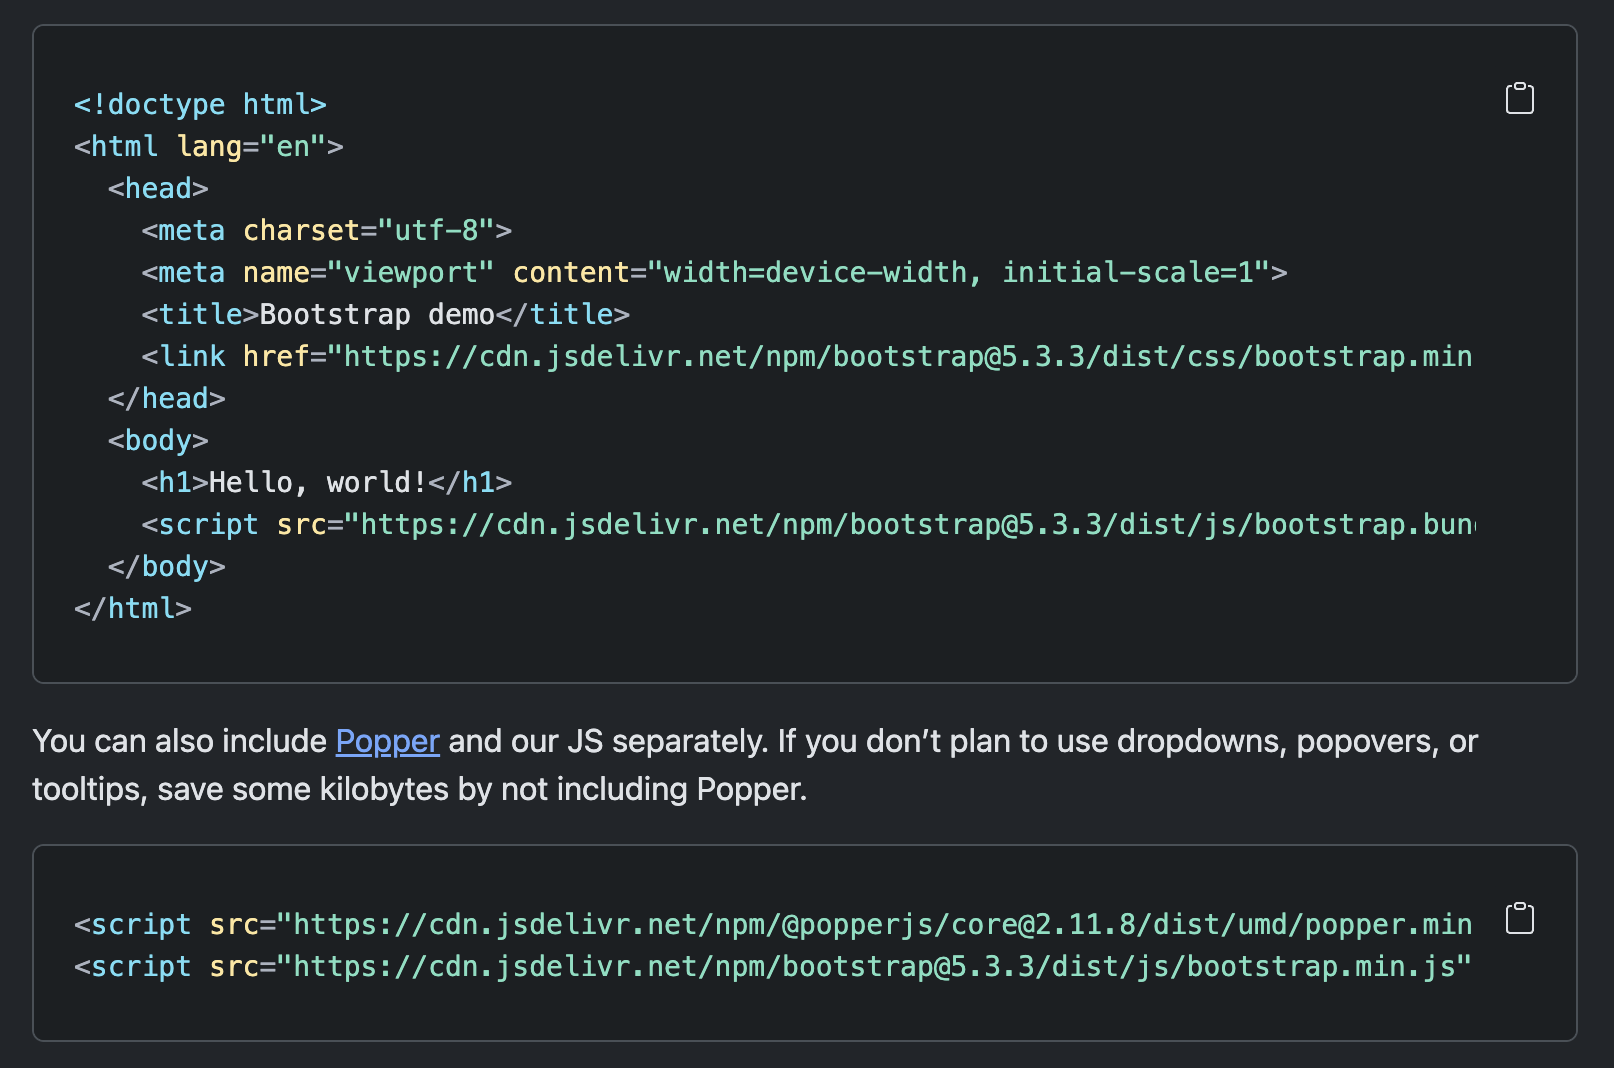 <!doctype html>
<html lang="en">
  <head>
    <meta charset="utf-8">
    <meta name="viewport" content="width=device-width, initial-scale=1">
    <title>Bootstrap demo</title>
    <link href="https://cdn.jsdelivr.net/npm/bootstrap@5.3.3/dist/css/bootstrap.min
  </head>
  <body>
    <h1>Hello, world!</h1>
    <script src="https://cdn.jsdelivr.net/npm/bootstrap@5.3.3/dist/js/bootstrap.bun
  </body>
</html>
You can also include Popper and our JS separately. If you don’t plan to use dropdowns, popovers, or
tooltips, save some kilobytes by not including Popper.
<script src="https://cdn.jsdelivr.net/npm/@popperjs/core@2.11.8/dist/umd/popper.min
<script src="https://cdn.jsdelivr.net/npm/bootstrap@5.3.3/dist/js/bootstrap.min.js"